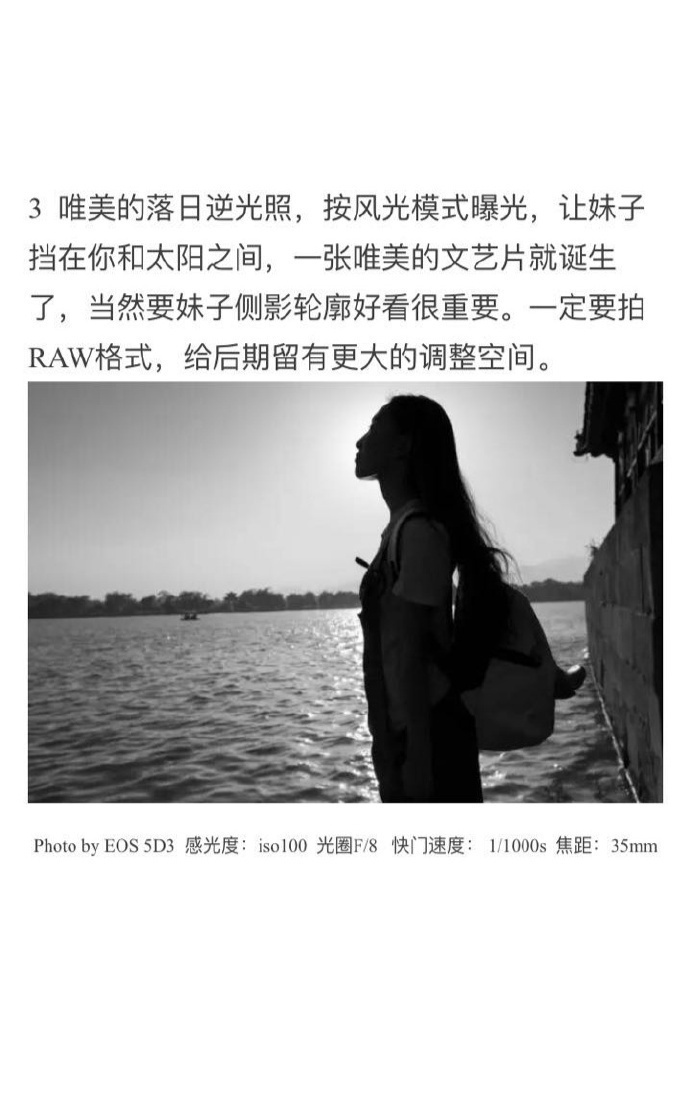 3  唯美的落日逆光照，按风光模式曝光，让妹子
挡在你和太阳之间，一张唯美的文艺片就诞生
了，当然要妹子侧影轮廓好看很重要。一定要拍
RAW格式，给后期留有更大的调整空间。
Photo by EOS 5D3  感光度：iso100  光圈F/8   快门速度： 1/1000s  焦距：35mm